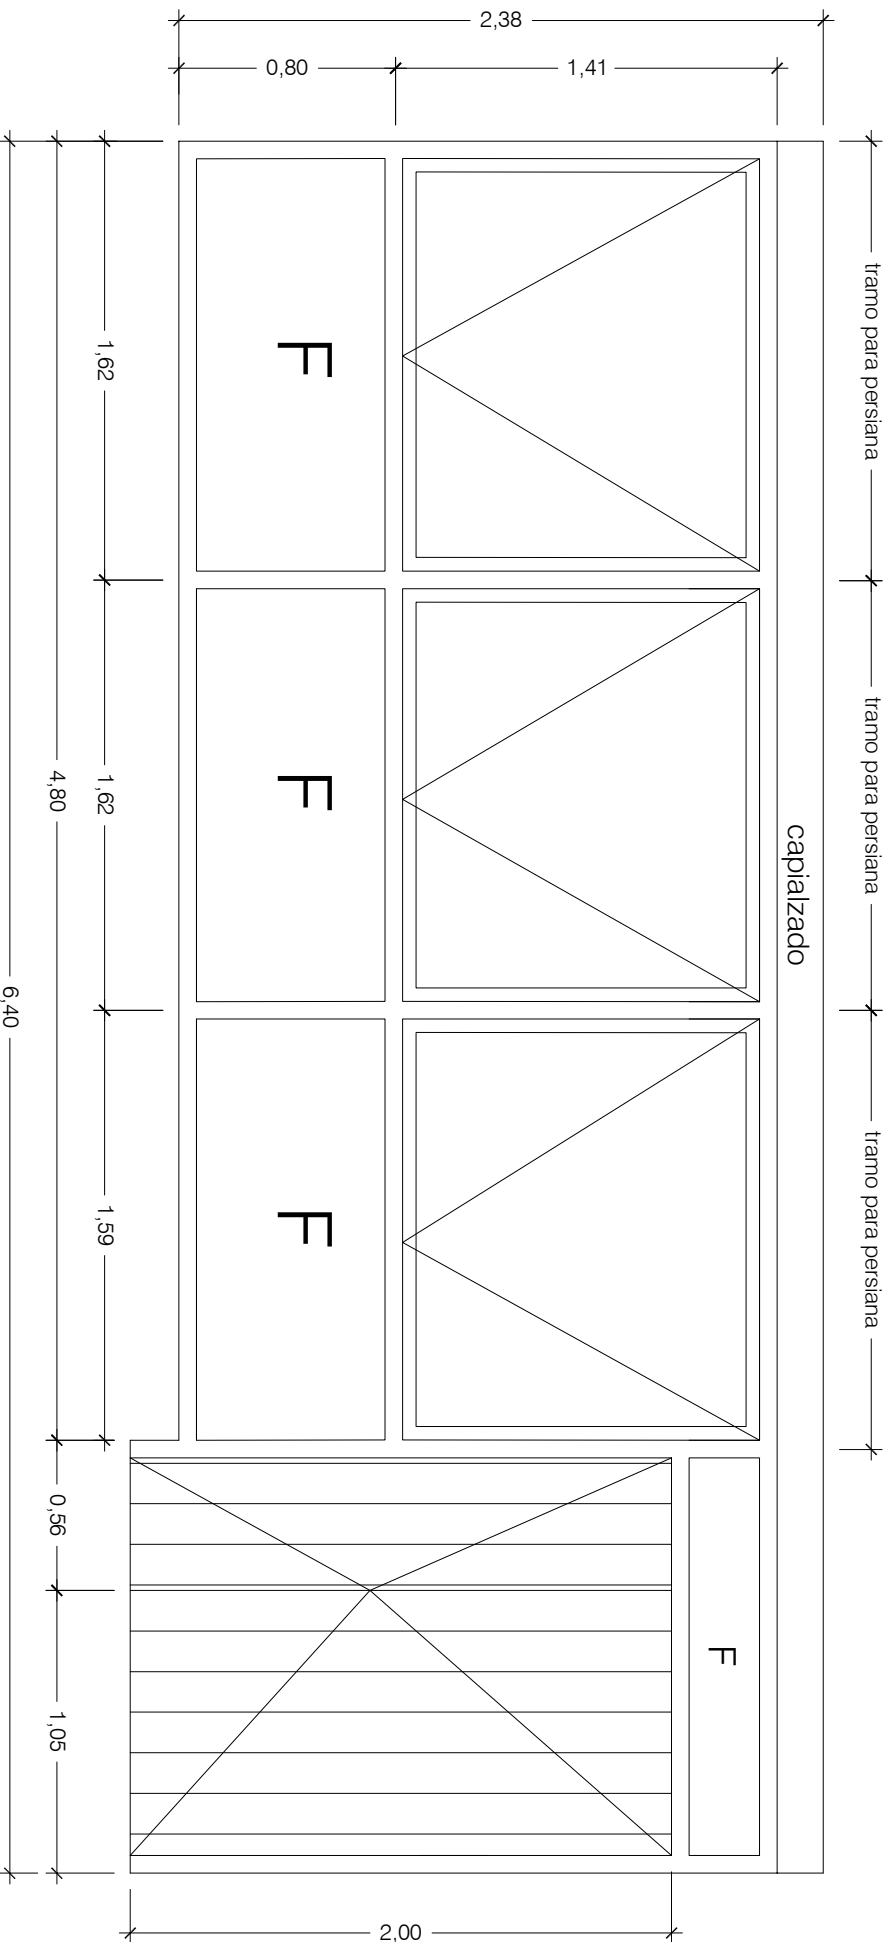 2,38
0,80
1,41
tramo para persiana
tramo para persiana
tramo para persiana
capialzado
F
F
F
F
1,62
1,62
1,59
4,80
0,56
1,05
6,40
2,00